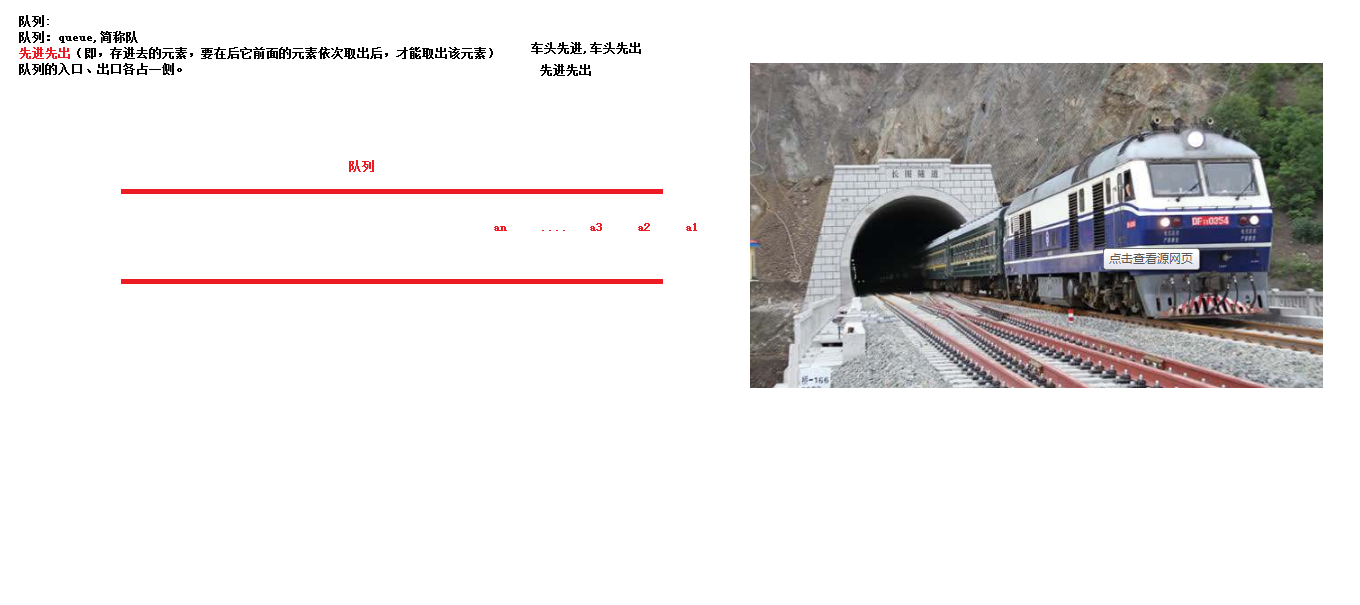 队列:
队列: queue,简称队
先进先出（即，存进去的元素，要在后它前面的元素依次取出后，才能取出该元素）
队列的入口、出口各占一侧。
车头先进,车头先出
先进先出
队列
an .... a3 a2 a1
长围隧道
DF11 0254
点击查看源网页
桥-166